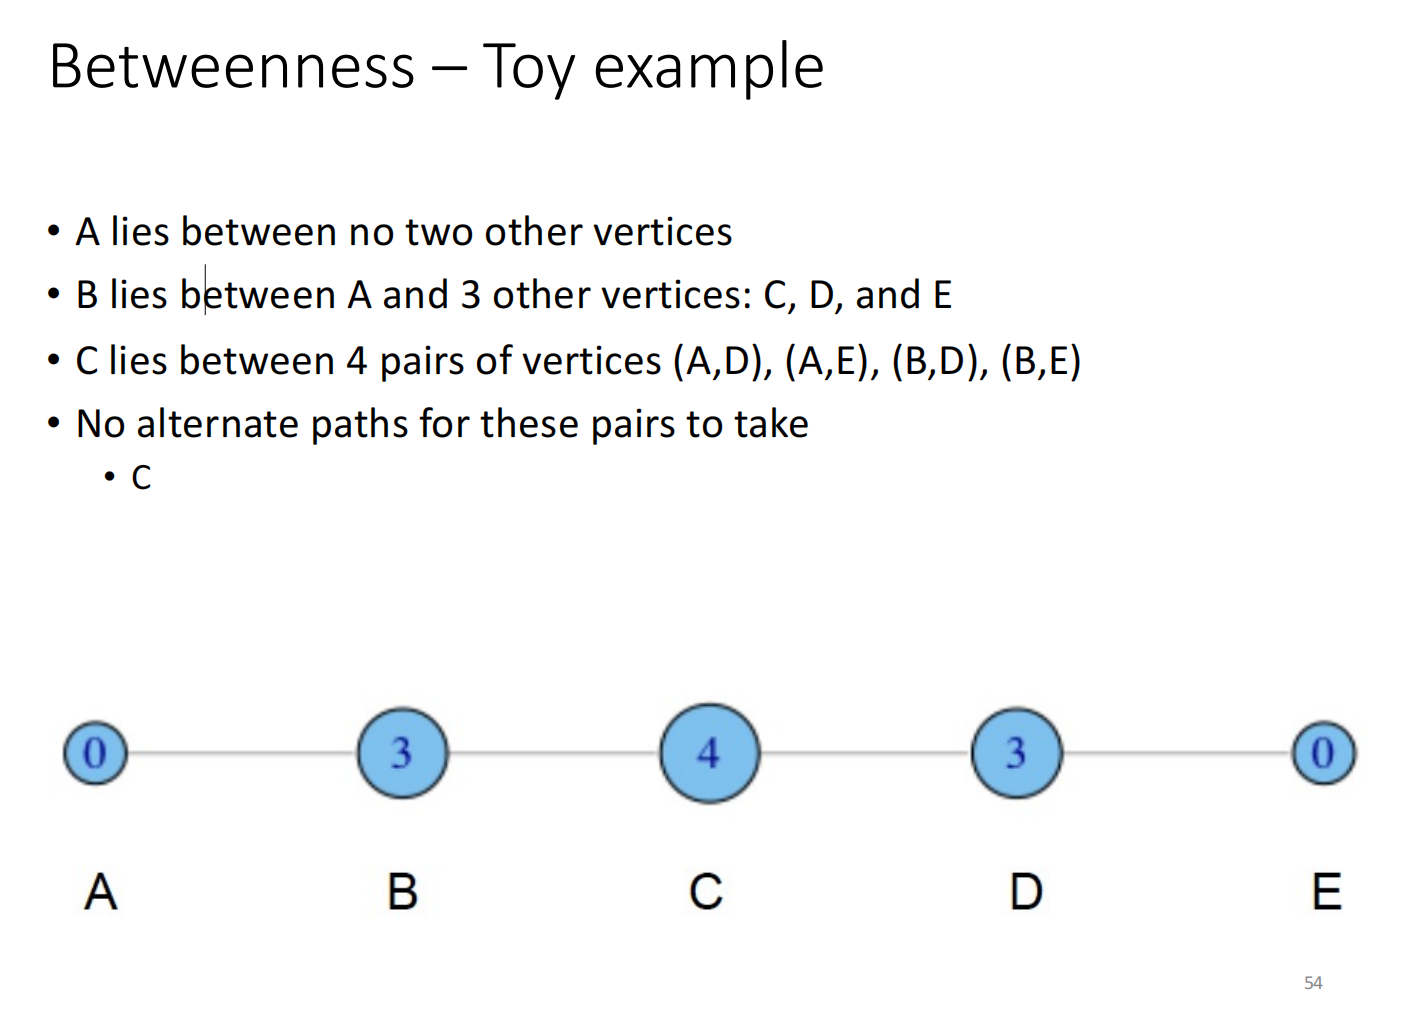 Betweenness – Toy example
• A lies between no two other vertices
• B lies between A and 3 other vertices: C, D, and E
• C lies between 4 pairs of vertices (A,D), (A,E), (B,D), (B,E)
• No alternate paths for these pairs to take
• C
0 3 4 3 0
A B C D E
54